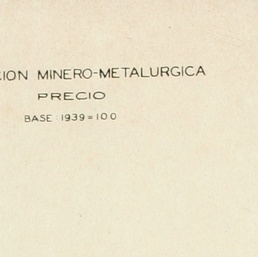 CION MINERO-METALURGICA
PRECIO
BASE : 1939 = 100